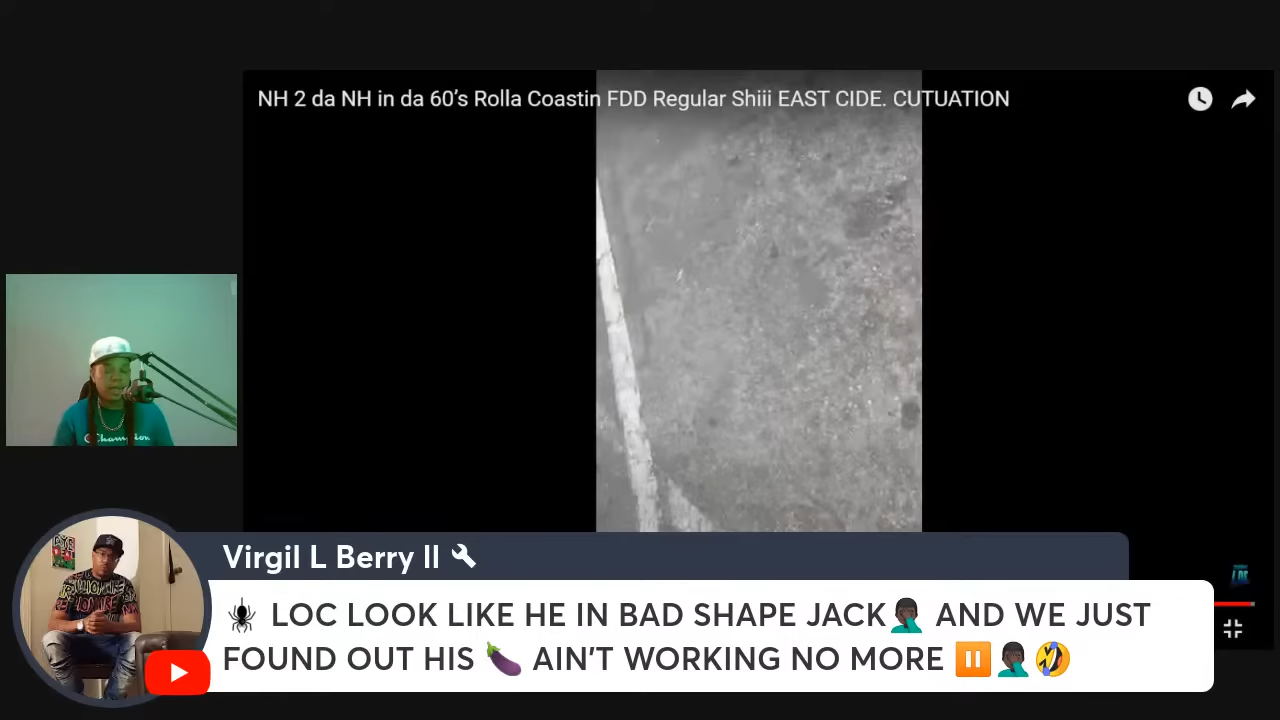 NH 2 da NH in da 60’s Rolla Coastin FDD Regular Shiii EAST CIDE. CUTUATION
Champion
Virgil L Berry II
🕷 LOC LOOK LIKE HE IN BAD SHAPE JACK🤦🏿‍♂️ AND WE JUST
FOUND OUT HIS 🍆 AIN’T WORKING NO MORE ⏸️🤦🏿‍♂️🤣